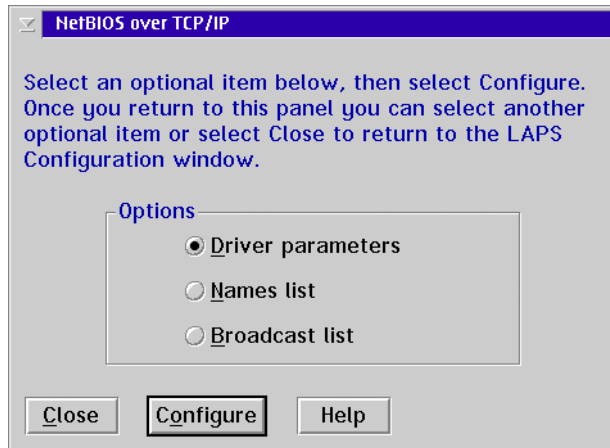 NetBIOS over TCP/IP
Select an optional item below, then select Configure.
Once you return to this panel you can select another
optional item or select Close to return to the LAPS
Configuration window.
Options
Driver parameters
Names list
Broadcast list
Close Configure Help